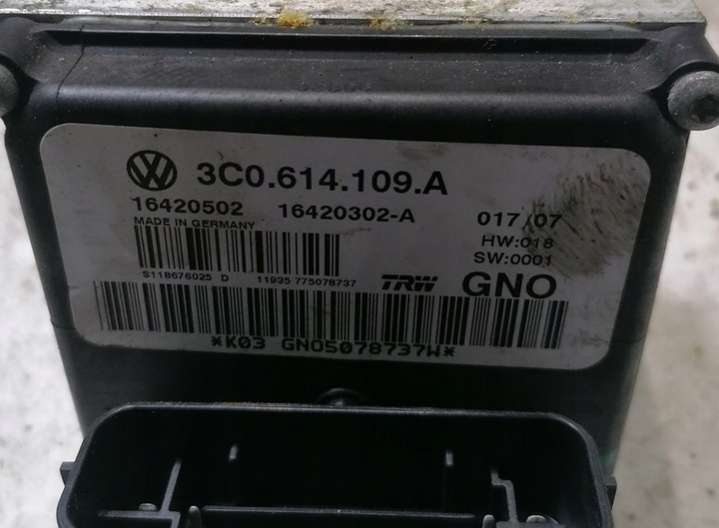 VW 3C0.614.109.A
16420502 16420302-A 017/07
MADE IN GERMANY HW:018
SW:0001
S118676025 D 11935 775078737 TRW GNO
*K03 GNO5078737W*